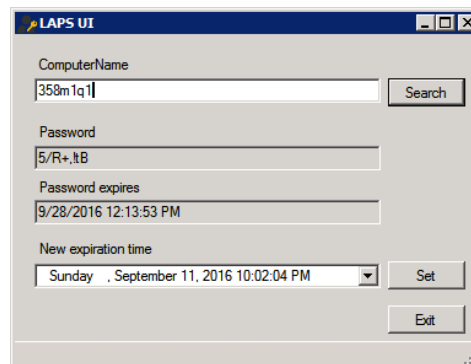 LAPS UI
ComputerName
358m1q1
Search
Password
5/R+,!tB
Password expires
9/28/2016 12:13:53 PM
New expiration time
Sunday , September 11, 2016 10:02:04 PM
Set
Exit